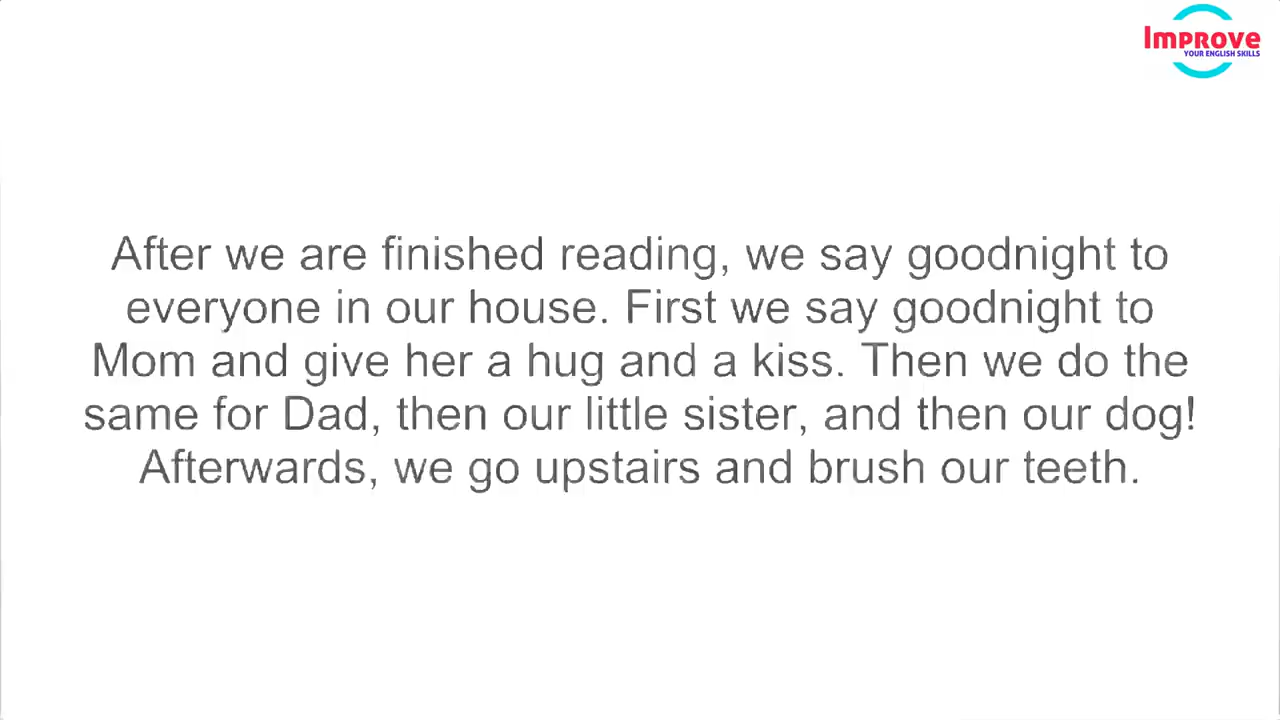 Improve
YOUR ENGLISH SKILLS
After we are finished reading, we say goodnight to
everyone in our house. First we say goodnight to
Mom and give her a hug and a kiss. Then we do the
same for Dad, then our little sister, and then our dog!
Afterwards, we go upstairs and brush our teeth.